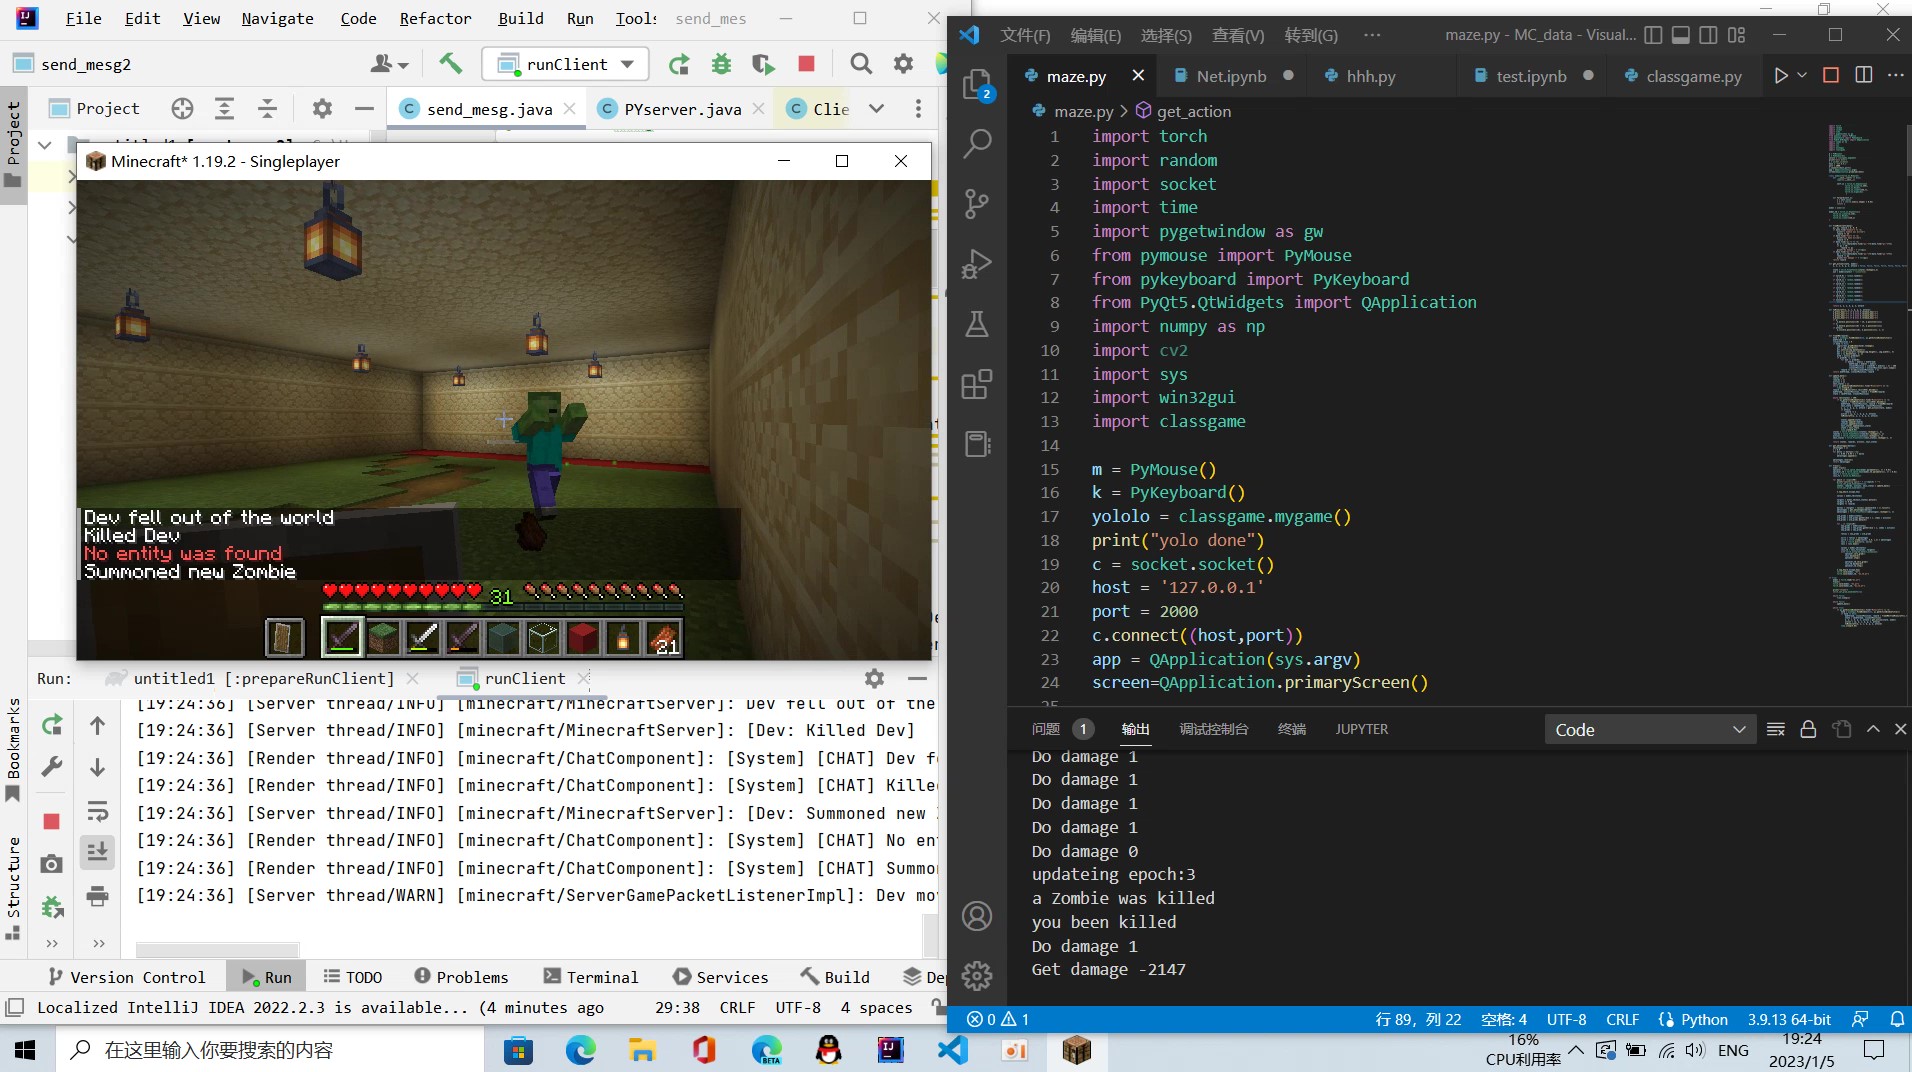 File Edit View Navigate Code Refactor Build Run Tools send_mes
send_mesg2
runClient
Project
send_mesg.java PYserver.java Clie
Project
Minecraft* 1.19.2 - Singleplayer
Dev fell out of the world
Killed Dev
No entity was found
Summoned new Zombie
31
21
Run: untitled1 [:prepareRunClient] runClient
[19:24:36] [Server thread/INFO] [minecraft/MinecraftServer]: Dev fell out of the
[19:24:36] [Server thread/INFO] [minecraft/MinecraftServer]: [Dev: Killed Dev]
[19:24:36] [Render thread/INFO] [minecraft/ChatComponent]: [System] [CHAT] Dev f
[19:24:36] [Render thread/INFO] [minecraft/ChatComponent]: [System] [CHAT] Kille
[19:24:36] [Server thread/INFO] [minecraft/MinecraftServer]: [Dev: Summoned new
[19:24:36] [Render thread/INFO] [minecraft/ChatComponent]: [System] [CHAT] No en
[19:24:36] [Render thread/INFO] [minecraft/ChatComponent]: [System] [CHAT] Summo
[19:24:36] [Server thread/WARN] [minecraft/ServerGamePacketListenerImpl]: Dev mo
Bookmarks
Structure
Version Control Run TODO Problems Terminal Services Build De
Localized IntelliJ IDEA 2022.2.3 is available... (4 minutes ago 29:38 CRLF UTF-8 4 spaces
文件(F) 编辑(E) 选择(S) 查看(V) 转到(G) ··· maze.py - MC_data - Visual...
2
maze.py Net.ipynb hhh.py test.ipynb classgame.py
maze.py > get_action
1 import torch
2 import random
3 import socket
4 import time
5 import pygetwindow as gw
6 from pymouse import PyMouse
7 from pykeyboard import PyKeyboard
8 from PyQt5.QtWidgets import QApplication
9 import numpy as np
10 import cv2
11 import sys
12 import win32gui
13 import classgame
14
15 m = PyMouse()
16 k = PyKeyboard()
17 yololo = classgame.mygame()
18 print("yolo done")
19 c = socket.socket()
20 host = '127.0.0.1'
21 port = 2000
22 c.connect((host,port))
23 app = QApplication(sys.argv)
24 screen=QApplication.primaryScreen()
25
问题 1 输出 调试控制台 终端 JUPYTER Code
Do damage 1
Do damage 1
Do damage 1
Do damage 1
Do damage 0
updateing epoch:3
a Zombie was killed
you been killed
Do damage 1
Get damage -2147
0 1 行 89，列 22 空格: 4 UTF-8 CRLF Python 3.9.13 64-bit
在这里输入你要搜索的内容
BETA
16%
CPU利用率
ENG
19:24
2023/1/5